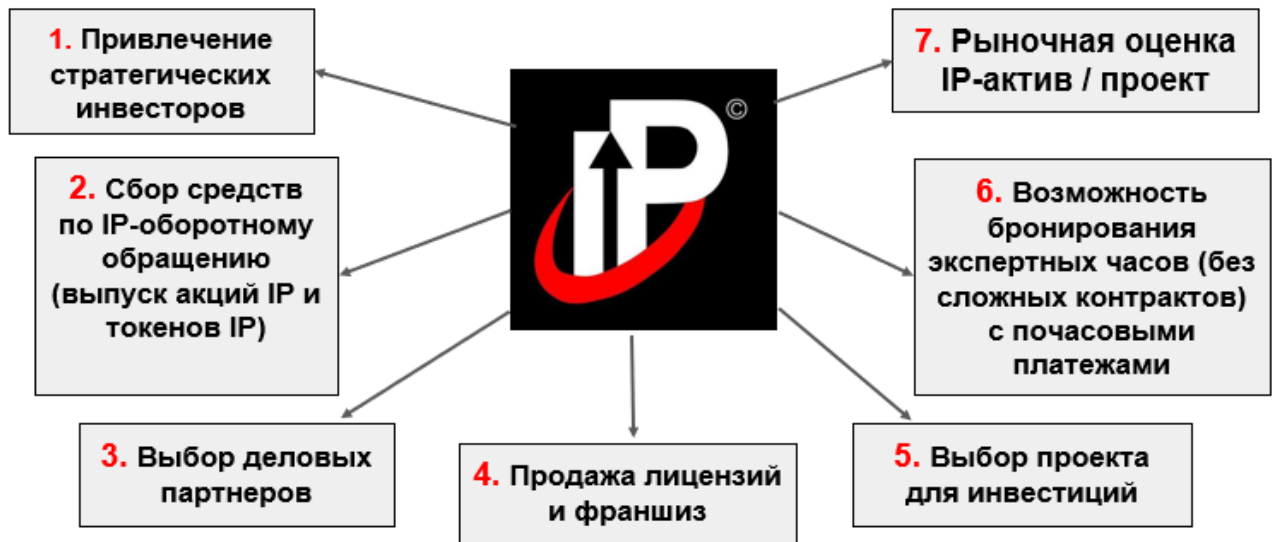 1. Привлечение
стратегических
инвесторов
2. Сбор средств
по IP-оборотному
обращению
(выпуск акций IP и
токенов IP)
3. Выбор деловых
партнеров
4. Продажа лицензий
и франшиз
5. Выбор проекта
для инвестиций
6. Возможность
бронирования
экспертных часов (без
сложных контрактов)
с почасовыми
платежами
7. Рыночная оценка
IP-актив / проект
IP ©